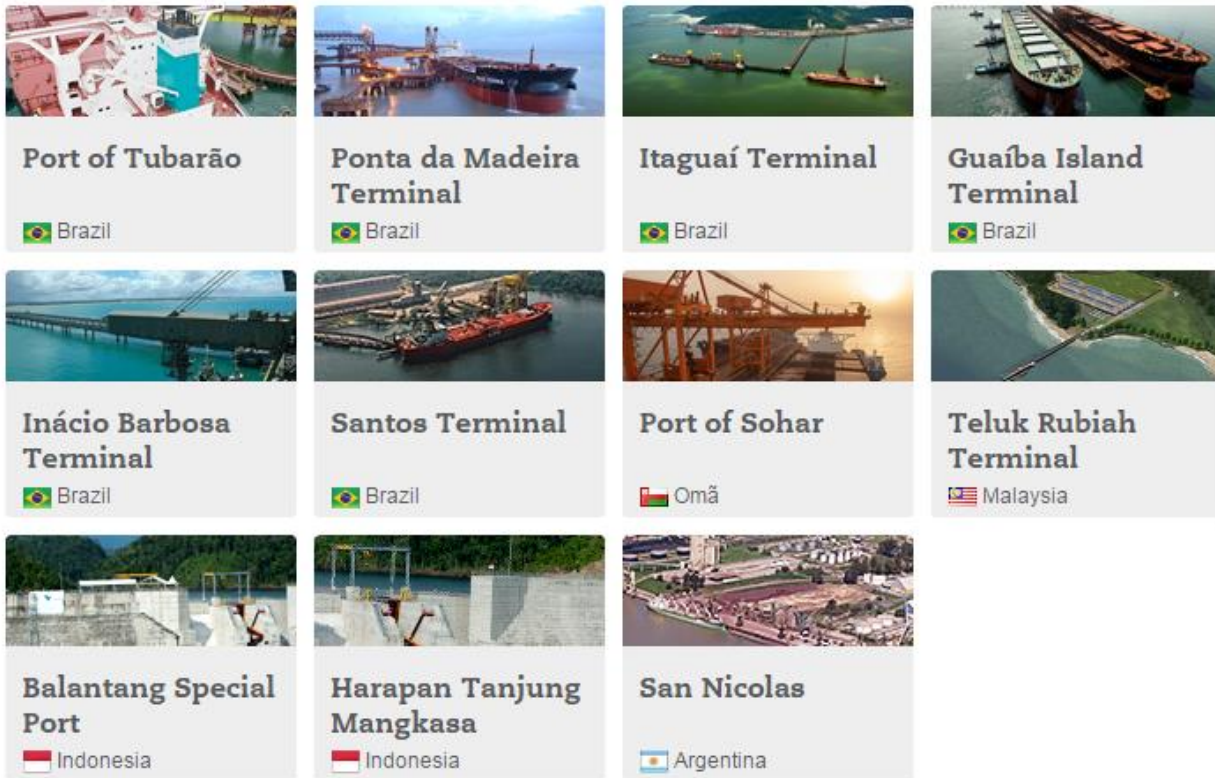 Port of Tubarão
Brazil
Ponta da Madeira
Terminal
Brazil
Itaguaí Terminal
Brazil
Guaíba Island
Terminal
Brazil
Inácio Barbosa
Terminal
Brazil
Santos Terminal
Brazil
Port of Sohar
Omã
Teluk Rubiah
Terminal
Malaysia
Balantang Special
Port
Indonesia
Harapan Tanjung
Mangkasa
Indonesia
San Nicolas
Argentina